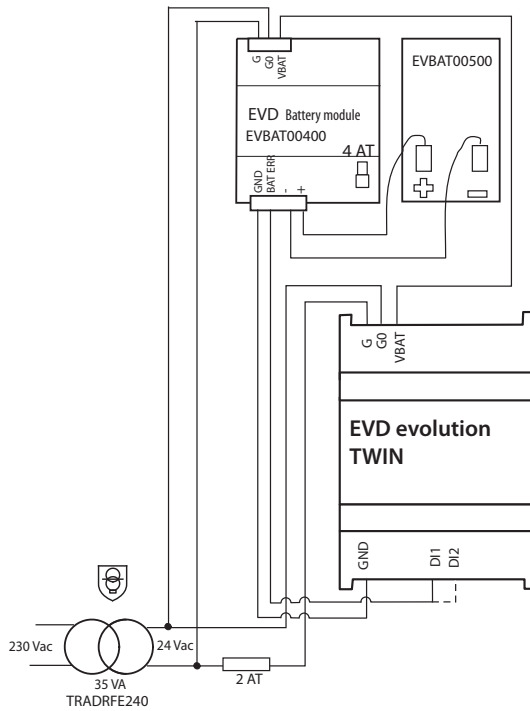 G
G0
VBAT
EVD Battery module
EVBAT00400
4 AT
GND
BAT ERR
-
+
EVBAT00500
G
G0
VBAT
EVD evolution
TWIN
GND
DI1
DI2
230 Vac
24 Vac
35 VA
TRADRFE240
2 AT